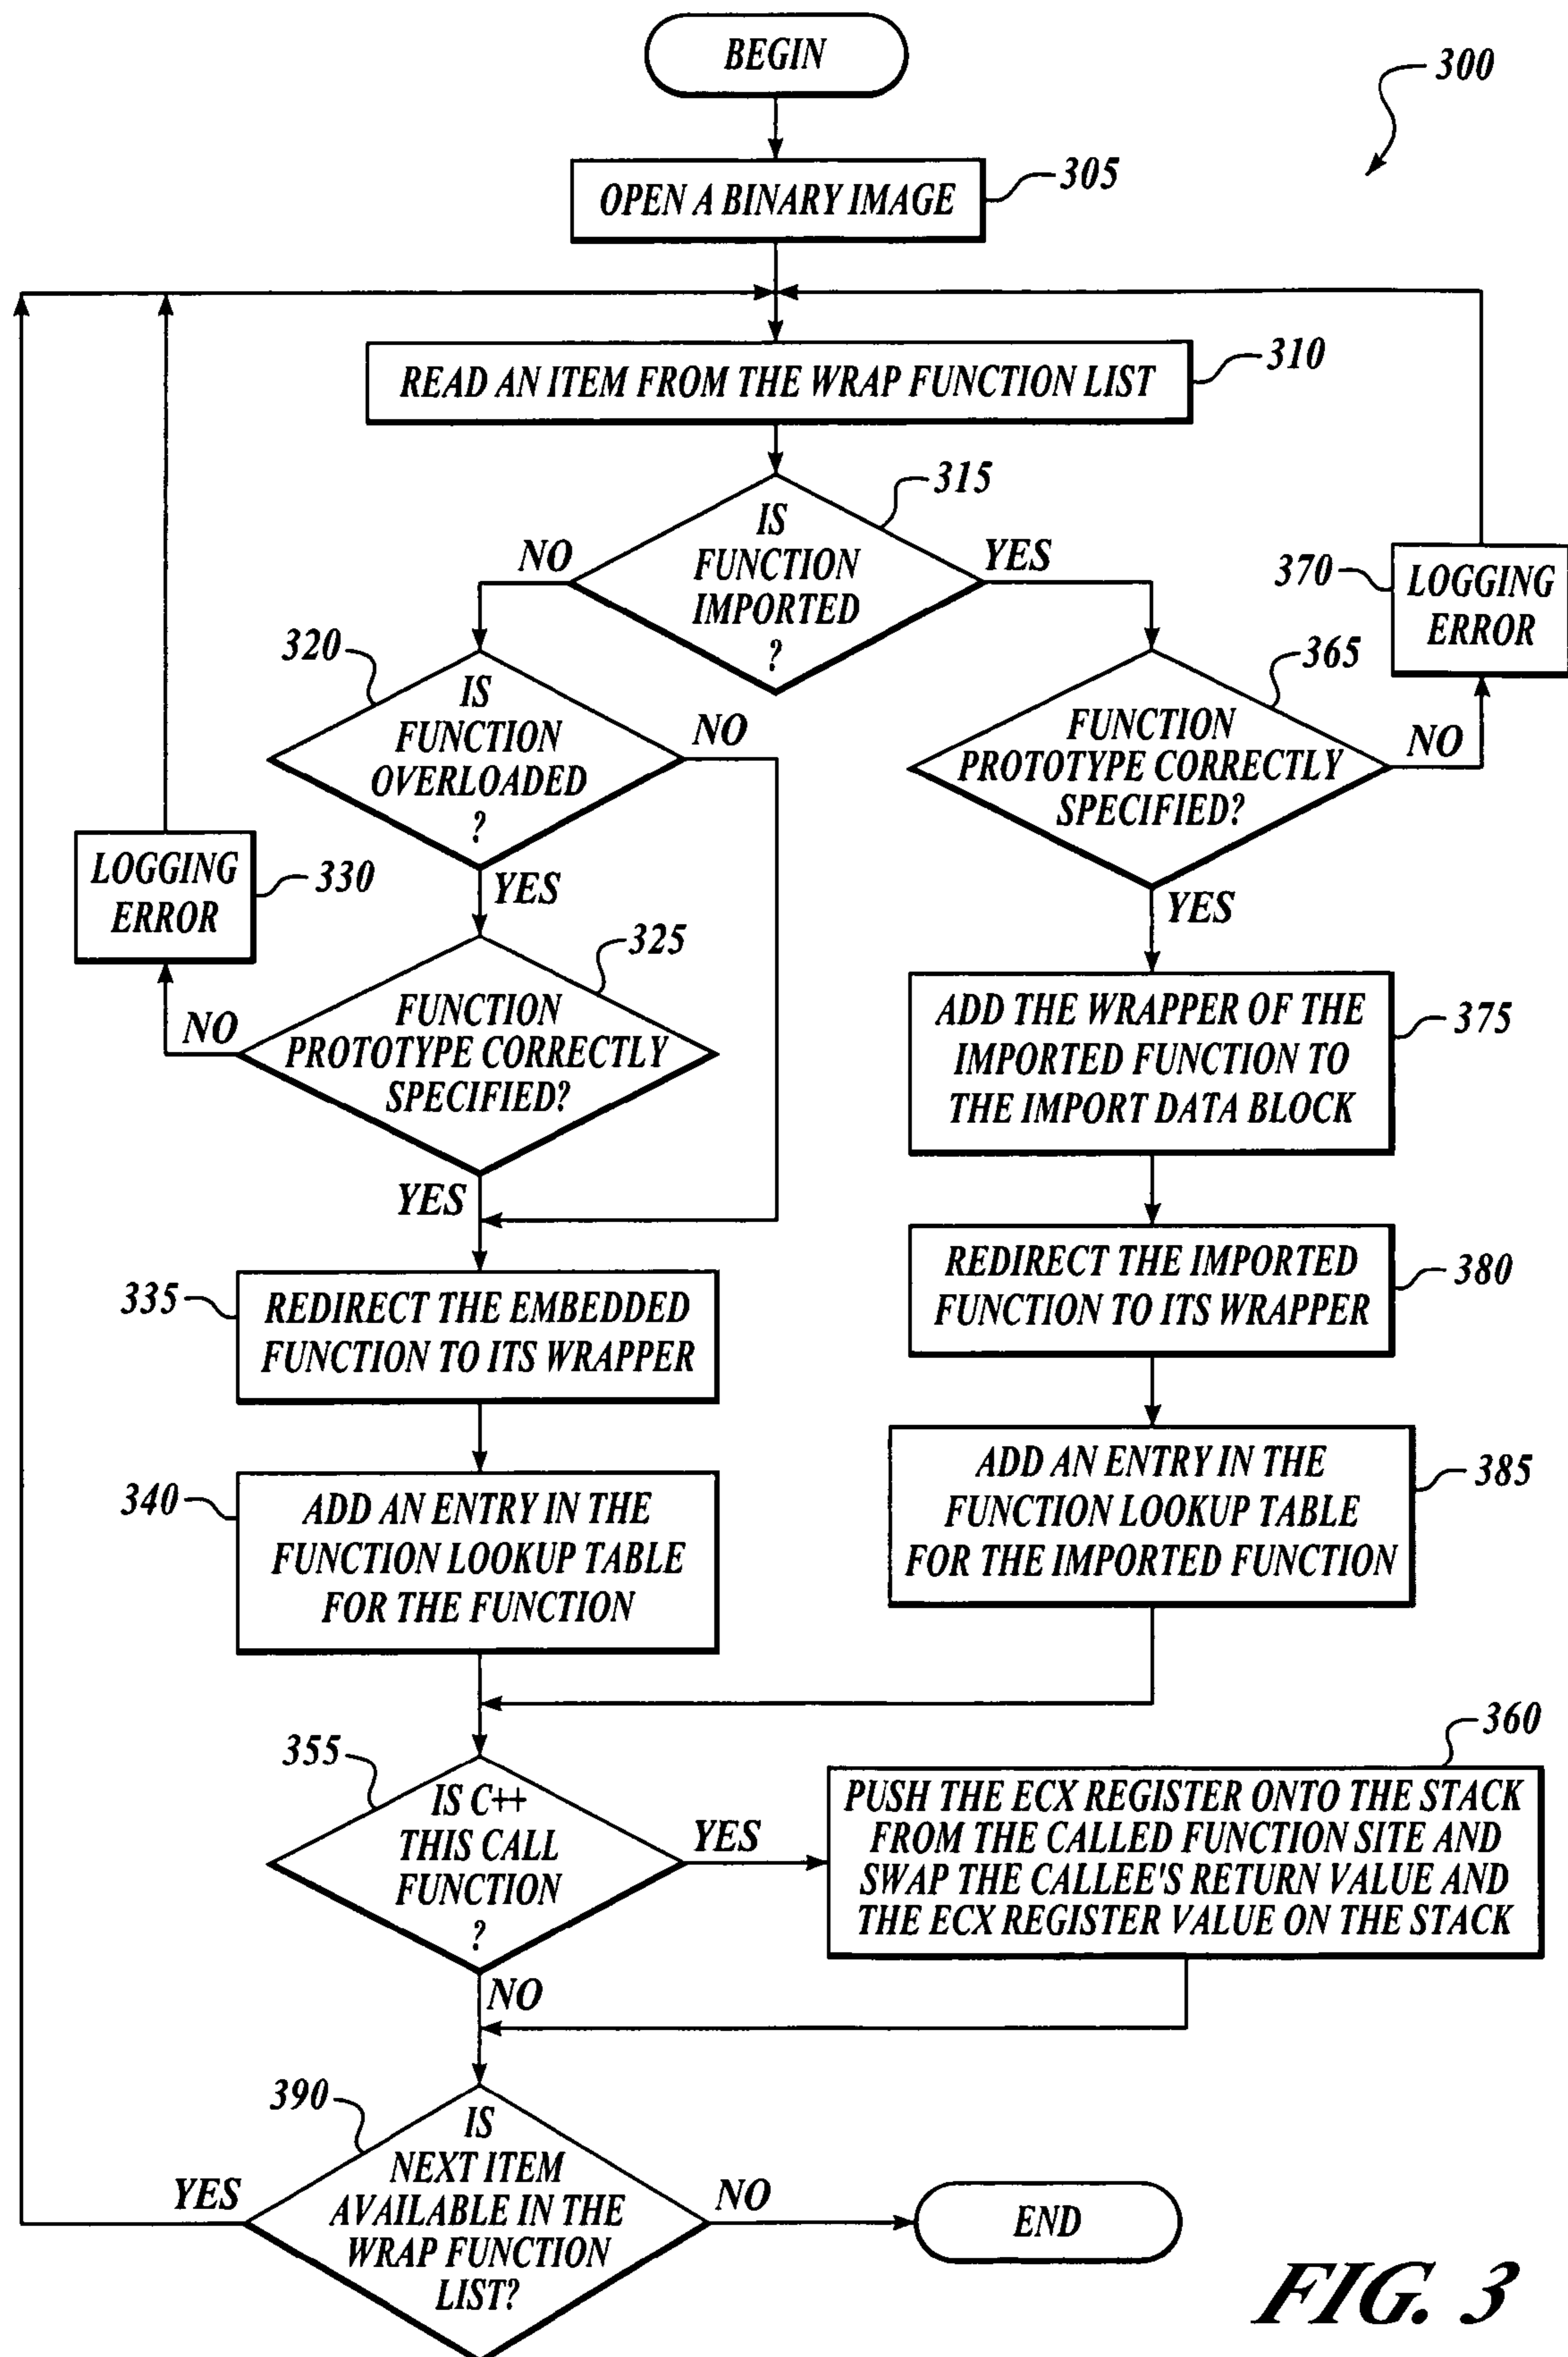 BEGIN
300
OPEN A BINARY IMAGE
305
READ AN ITEM FROM THE WRAP FUNCTION LIST
310
IS
FUNCTION
IMPORTED
?
315
NO
YES
370
LOGGING
ERROR
320
IS
FUNCTION
OVERLOADED
?
NO
YES
365
FUNCTION
PROTOTYPE CORRECTLY
SPECIFIED?
NO
YES
LOGGING
ERROR
330
325
FUNCTION
PROTOTYPE CORRECTLY
SPECIFIED?
NO
YES
ADD THE WRAPPER OF THE
IMPORTED FUNCTION TO
THE IMPORT DATA BLOCK
375
335
REDIRECT THE EMBEDDED
FUNCTION TO ITS WRAPPER
REDIRECT THE IMPORTED
FUNCTION TO ITS WRAPPER
380
340
ADD AN ENTRY IN THE
FUNCTION LOOKUP TABLE
FOR THE FUNCTION
ADD AN ENTRY IN THE
FUNCTION LOOKUP TABLE
FOR THE IMPORTED FUNCTION
385
355
IS C++
THIS CALL
FUNCTION
?
YES
NO
360
PUSH THE ECX REGISTER ONTO THE STACK
FROM THE CALLED FUNCTION SITE AND
SWAP THE CALLEE'S RETURN VALUE AND
THE ECX REGISTER VALUE ON THE STACK
390
IS
NEXT ITEM
AVAILABLE IN THE
WRAP FUNCTION
LIST?
YES
NO
END
FIG. 3